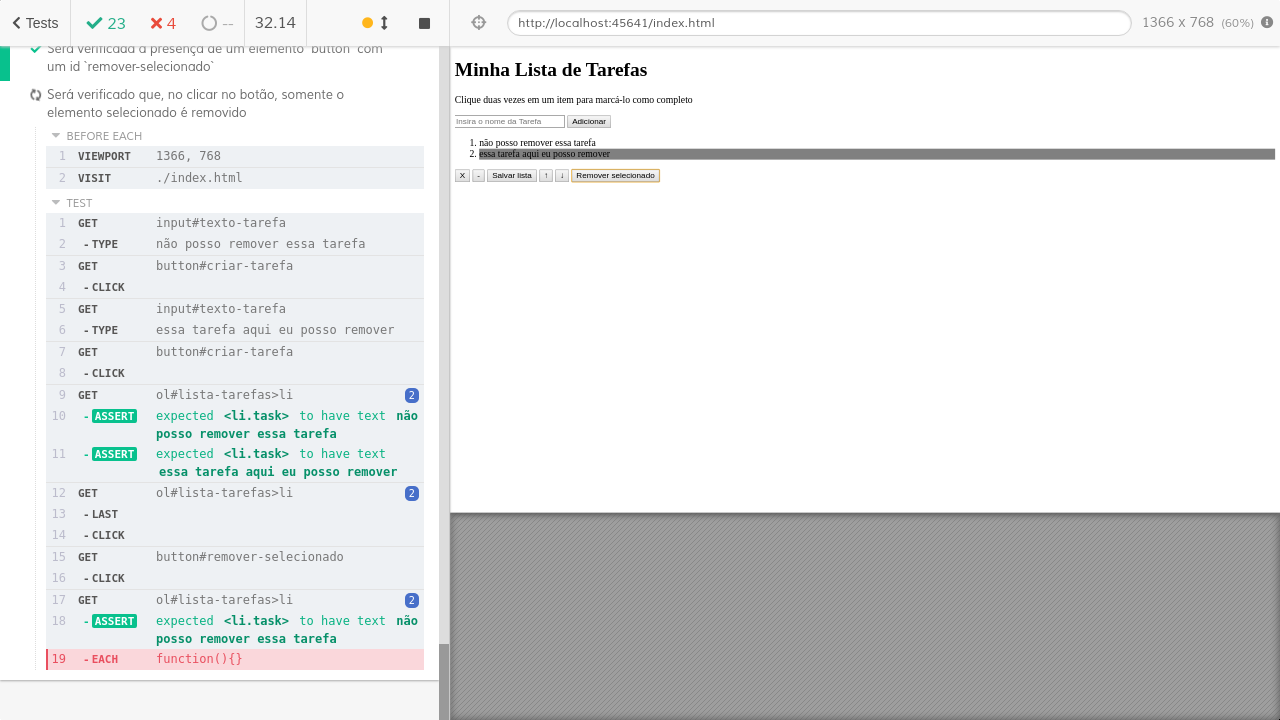 Tests
23
4
--
32.14
http://localhost:45641/index.html
1366 x 768 (60%)
Será verificada a presença de um elemento `button` com
um id `remover-selecionado`
Será verificado que, no clicar no botão, somente o
elemento selecionado é removido
BEFORE EACH
1 VIEWPORT 1366, 768
2 VISIT ./index.html
TEST
1 GET input#texto-tarefa
2 -TYPE não posso remover essa tarefa
3 GET button#criar-tarefa
4 -CLICK
5 GET input#texto-tarefa
6 -TYPE essa tarefa aqui eu posso remover
7 GET button#criar-tarefa
8 -CLICK
9 GET ol#lista-tarefas>li 2
10 -ASSERT expected <li.task> to have text não
posso remover essa tarefa
11 -ASSERT expected <li.task> to have text
essa tarefa aqui eu posso remover
12 GET ol#lista-tarefas>li 2
13 -LAST
14 -CLICK
15 GET button#remover-selecionado
16 -CLICK
17 GET ol#lista-tarefas>li 2
18 -ASSERT expected <li.task> to have text não
posso remover essa tarefa
19 -EACH function(){}
Minha Lista de Tarefas
Clique duas vezes em um item para marcá-lo como completo
Insira o nome da Tarefa Adicionar
1. não posso remover essa tarefa
2. essa tarefa aqui eu posso remover
X - Salvar lista ↑ ↓ Remover selecionado